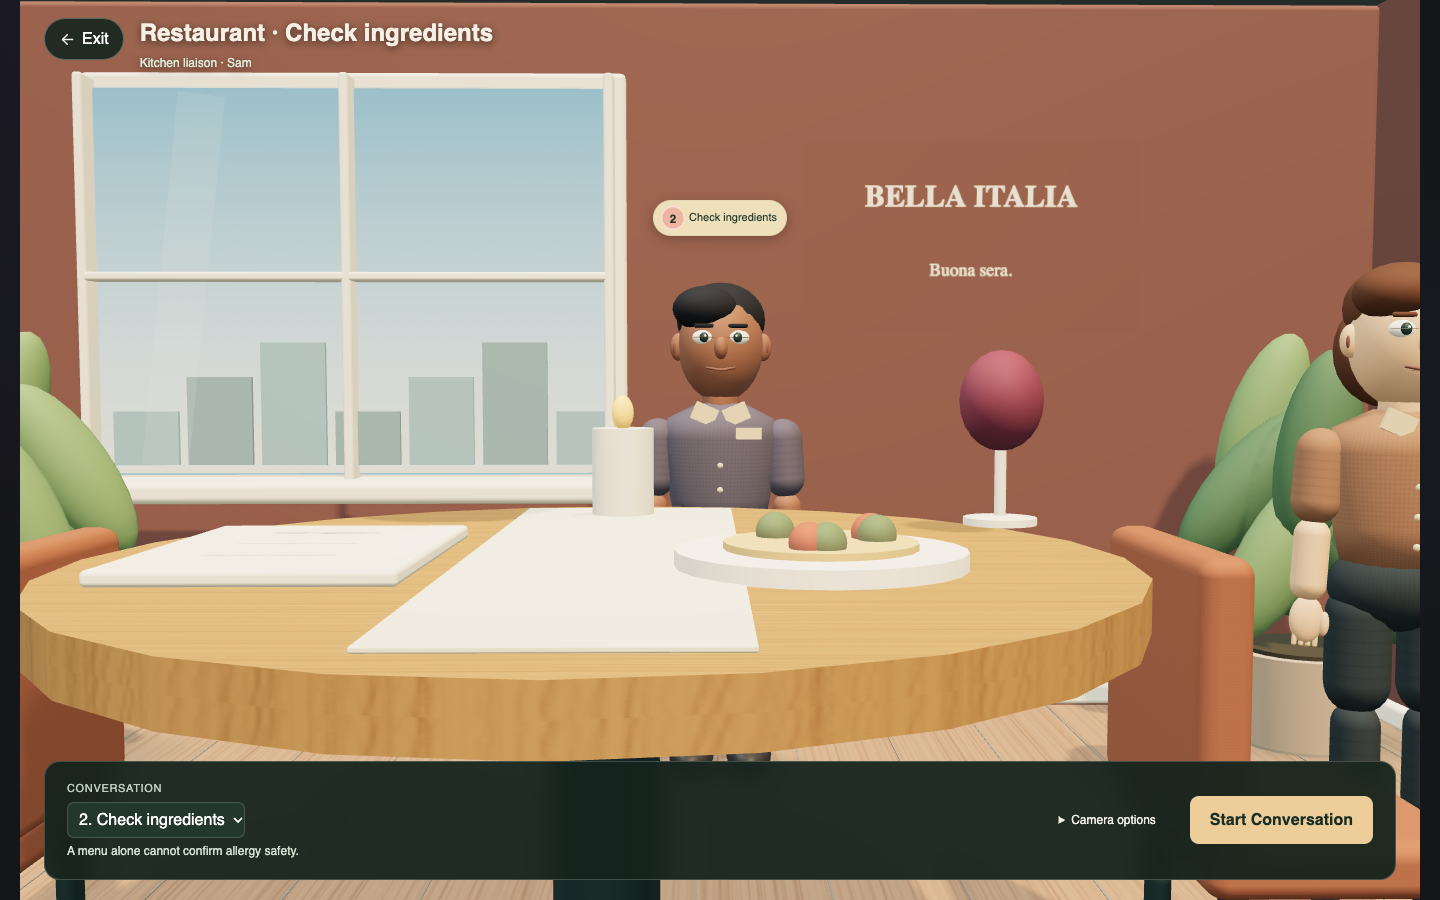 ← Exit
Restaurant · Check ingredients
Kitchen liaison · Sam
2 Check ingredients
BELLA ITALIA
Buona sera.
CONVERSATION
2. Check ingredients
A menu alone cannot confirm allergy safety.
▶ Camera options
Start Conversation